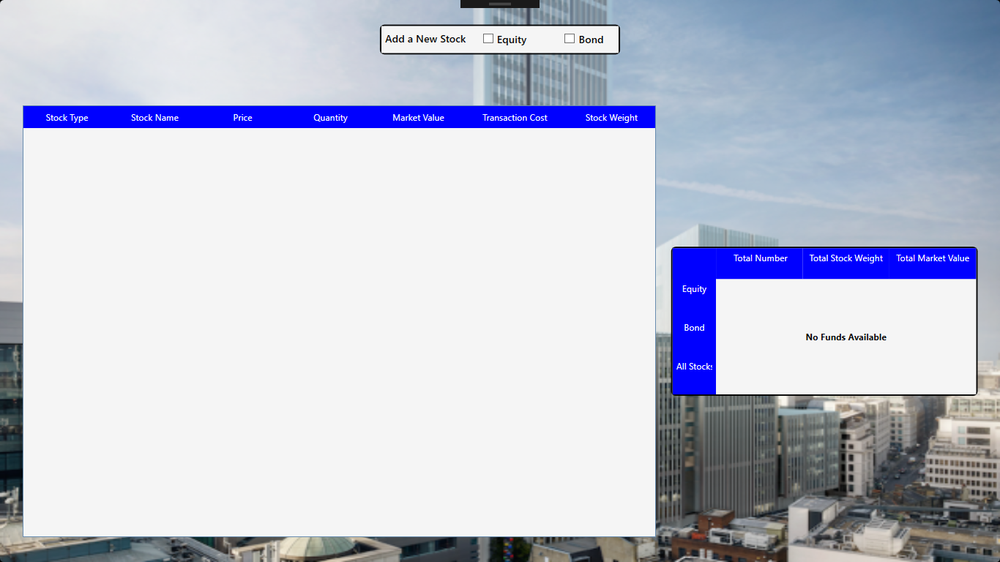 Add a New Stock Equity Bond
Stock Type Stock Name Price Quantity Market Value Transaction Cost Stock Weight
Total Number Total Stock Weight Total Market Value
Equity
Bond
No Funds Available
All Stocks